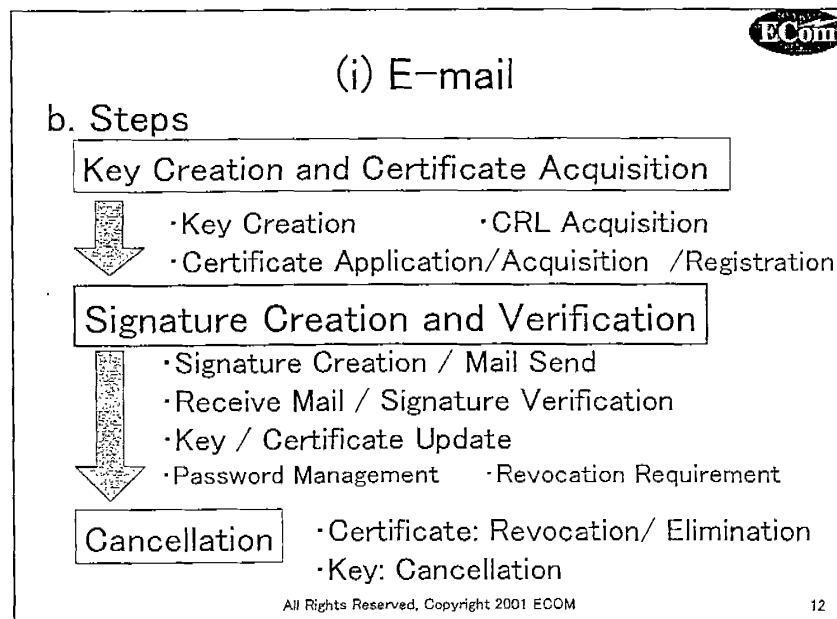 ECom
(i) E-mail
b. Steps
Key Creation and Certificate Acquisition
・Key Creation ・CRL Acquisition
・Certificate Application/Acquisition /Registration
Signature Creation and Verification
・Signature Creation / Mail Send
・Receive Mail / Signature Verification
・Key / Certificate Update
・Password Management ・Revocation Requirement
Cancellation ・Certificate: Revocation/ Elimination
・Key: Cancellation
All Rights Reserved, Copyright 2001 ECOM 12